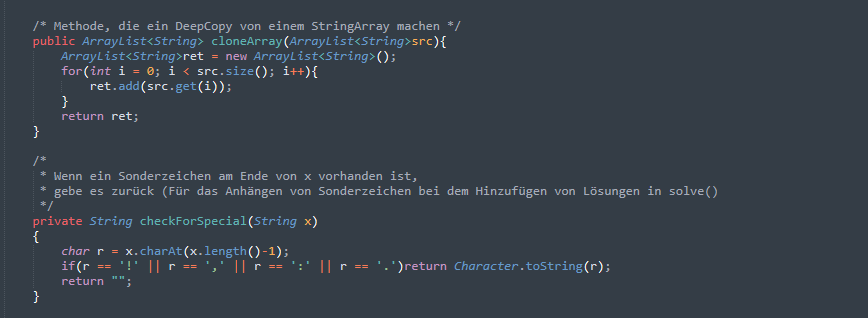 /* Methode, die ein DeepCopy von einem StringArray machen */
public ArrayList<String> cloneArray(ArrayList<String>src){
    ArrayList<String>ret = new ArrayList<String>();
    for(int i = 0; i < src.size(); i++){
        ret.add(src.get(i));
    }
    return ret;
}

/*
 * Wenn ein Sonderzeichen am Ende von x vorhanden ist,
 * gebe es zurück (Für das Anhängen von Sonderzeichen bei dem Hinzufügen von Lösungen in solve()
 */
private String checkForSpecial(String x)
{
    char r = x.charAt(x.length()-1);
    if(r == '!' || r == ',' || r == ':' || r == '.')return Character.toString(r);
    return "";
}